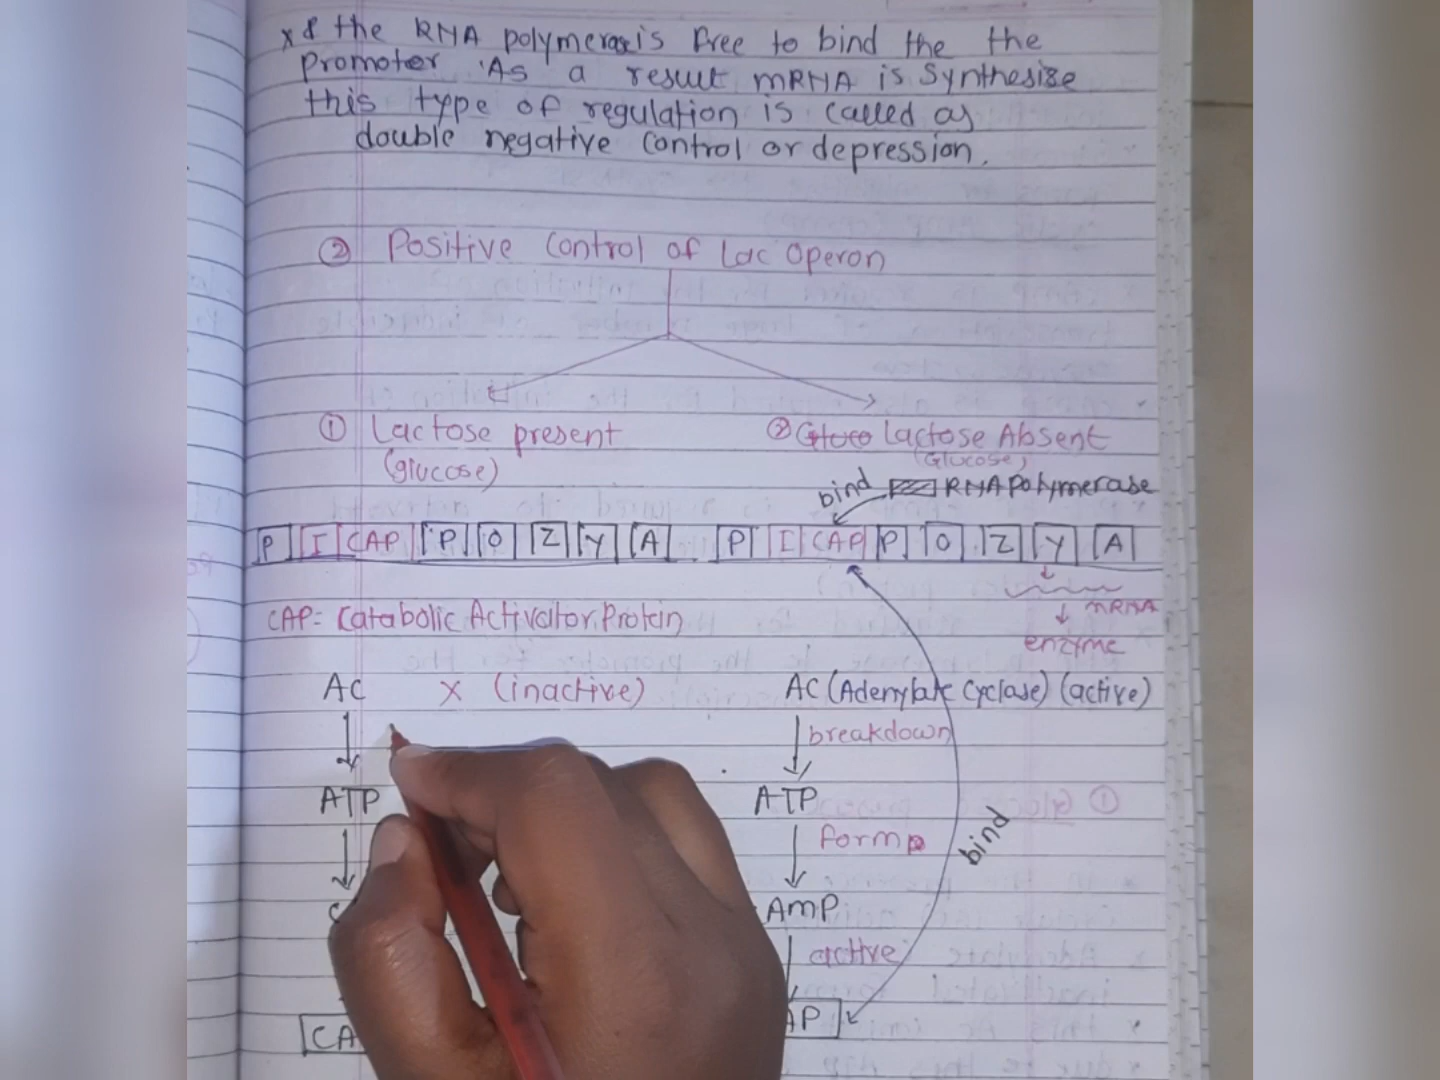 x & the RNA polymerase is free to bind the the
promoter. As a result mRNA is synthesize
this type of regulation is called as
double negative control or depression.
② Positive control of Lac Operon
① Lactose present
(glucose)
② Lactose Absent
(Glucose)
bind RNA polymerase
P I CAP P O Z Y A
P I CAP P O Z Y A
mRNA
enzyme
CAP = Catabolic Activator Protein
AC x (inactive)
AC (Adenylate Cyclase) (active)
breakdown
ATP
ATP
form
bind
AMP
active
CA
AP